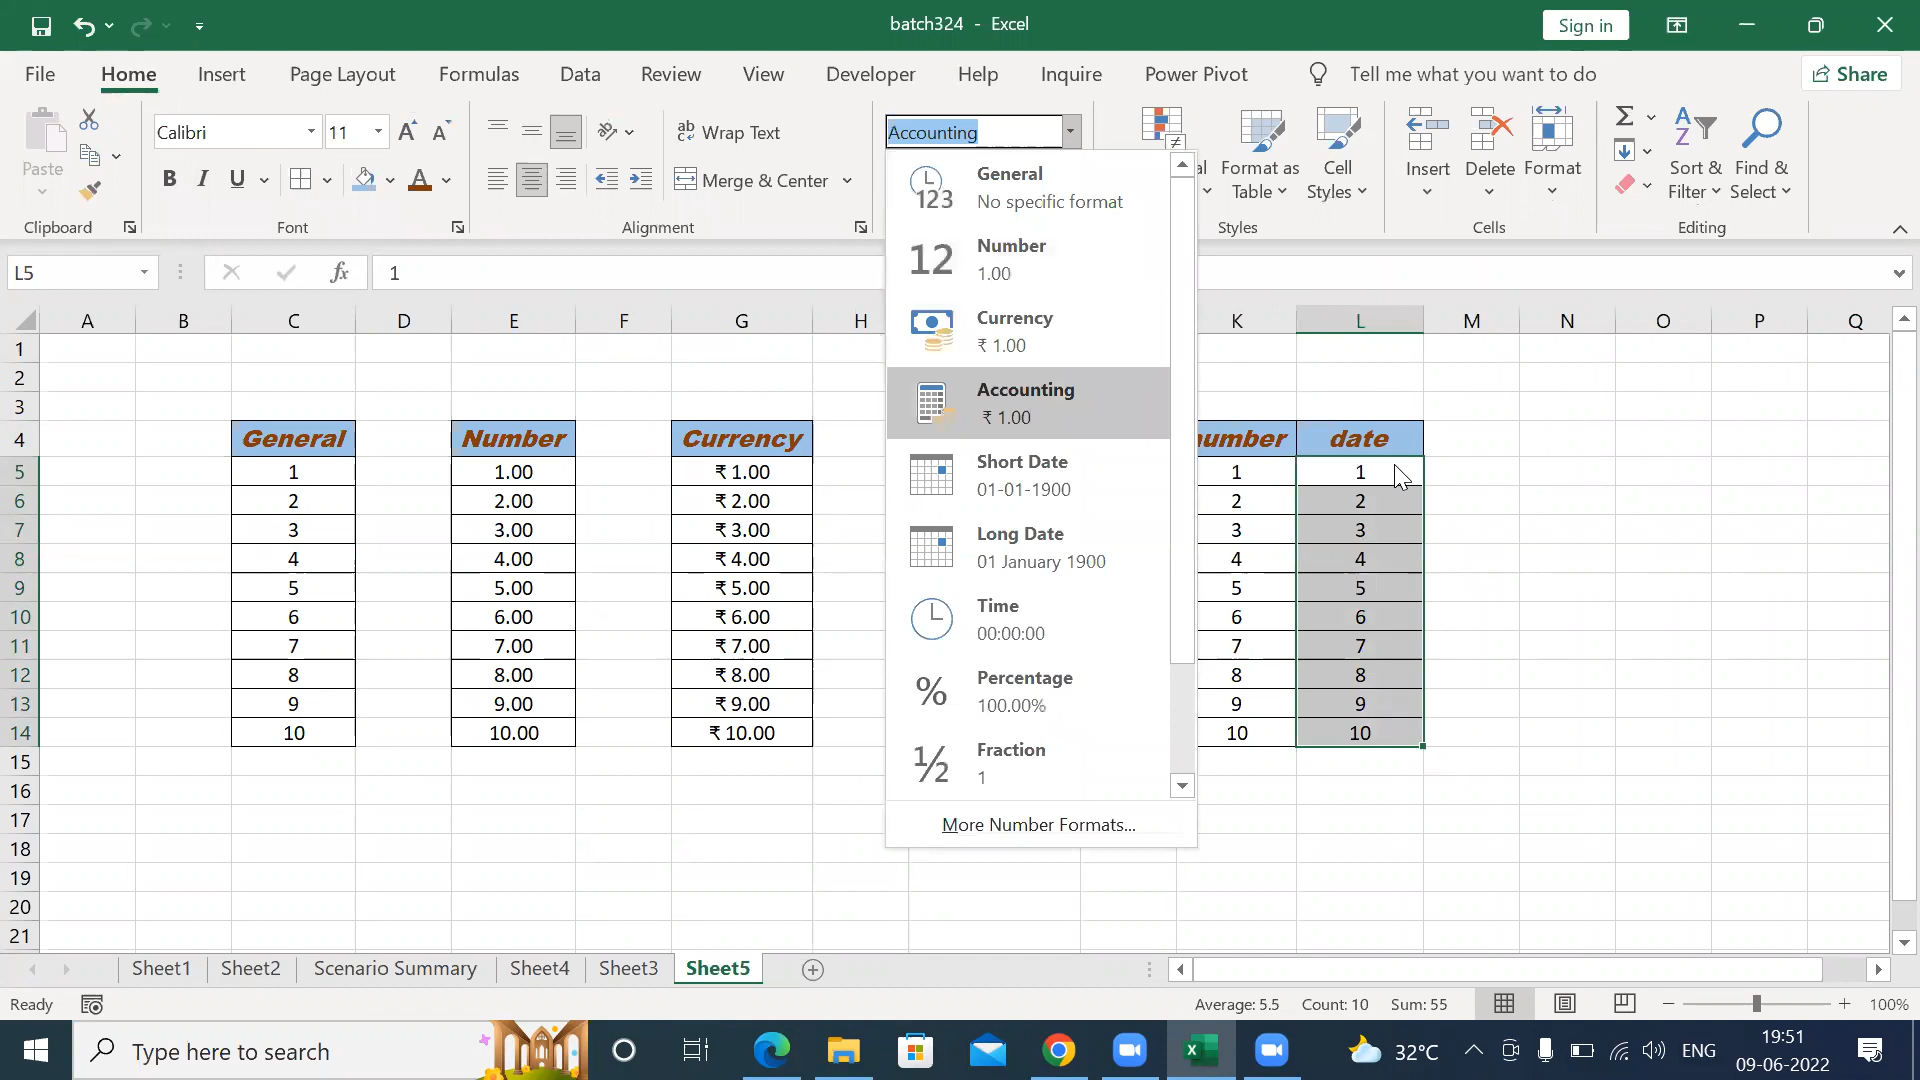 batch324 - Excel
Sign in
File Home Insert Page Layout Formulas Data Review View Developer Help Inquire Power Pivot Tell me what you want to do Share
Paste
Clipboard
Calibri 11
B I U
Font
Wrap Text
Merge & Center
Alignment
Accounting
Format as Table
Cell Styles
Styles
Insert Delete Format
Cells
Sort & Filter
Find & Select
Editing
L5 fx 1
General
No specific format
Number
1.00
Currency
₹ 1.00
Accounting
₹ 1.00
Short Date
01-01-1900
Long Date
01 January 1900
Time
00:00:00
Percentage
100.00%
Fraction
1
More Number Formats...
A B C D E F G H K L M N O P Q
1
2
3
4 General Number Currency number date
5 1 1.00 ₹ 1.00 1 1
6 2 2.00 ₹ 2.00 2 2
7 3 3.00 ₹ 3.00 3 3
8 4 4.00 ₹ 4.00 4 4
9 5 5.00 ₹ 5.00 5 5
10 6 6.00 ₹ 6.00 6 6
11 7 7.00 ₹ 7.00 7 7
12 8 8.00 ₹ 8.00 8 8
13 9 9.00 ₹ 9.00 9 9
14 10 10.00 ₹ 10.00 10 10
15
16
17
18
19
20
21
Sheet1 Sheet2 Scenario Summary Sheet4 Sheet3 Sheet5
Ready Average: 5.5 Count: 10 Sum: 55 100%
Type here to search 32°C ENG 19:51
09-06-2022